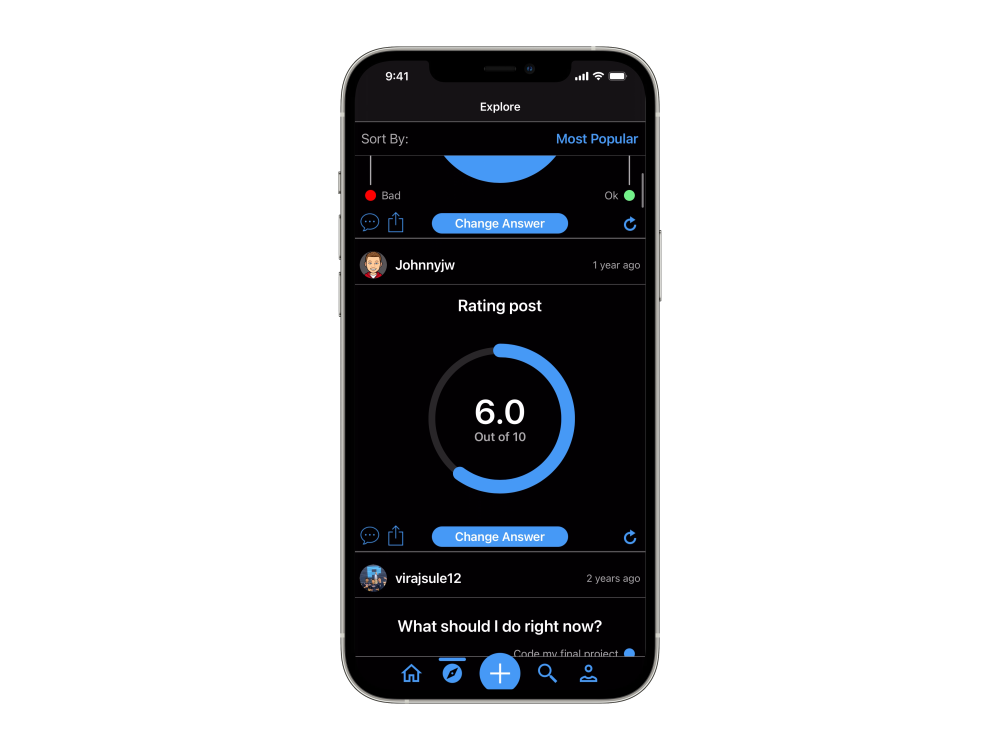 9:41
Explore
Sort By: Most Popular
Bad Ok
Change Answer
Johnnyjw 1 year ago
Rating post
6.0
Out of 10
Change Answer
virajsule12 2 years ago
What should I do right now?
Code my final project